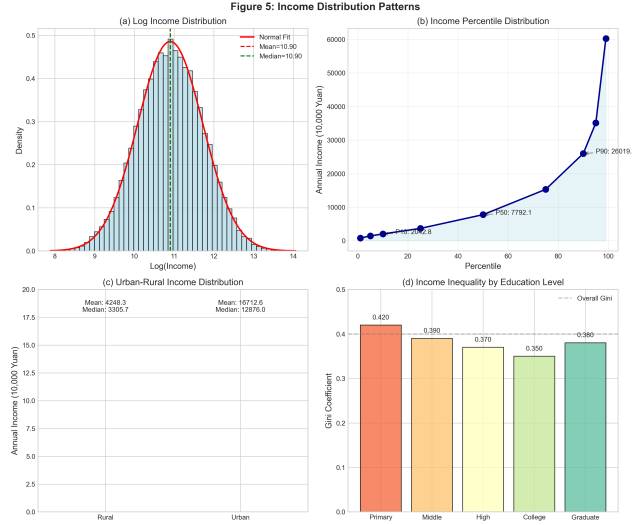 Figure 5: Income Distribution Patterns
(a) Log Income Distribution
Normal Fit
Mean=10.90
Median=10.90
0.5
0.4
0.3
0.2
0.1
0.0
Density
8 9 10 11 12 13 14
Log(Income)
(b) Income Percentile Distribution
60000
50000
40000
30000
20000
10000
0
Annual Income (10,000 Yuan)
P90: 26019.
P50: 7792.1
0 20 40 60 80 100
Percentile
(c) Urban-Rural Income Distribution
20.0
17.5
15.0
12.5
10.0
7.5
5.0
2.5
0.0
Annual Income (10,000 Yuan)
Mean: 4248.3
Median: 3305.7
Mean: 16712.6
Median: 12876.0
Rural Urban
(d) Income Inequality by Education Level
Overall Gini
0.5
0.4
0.3
0.2
0.1
0.0
Gini Coefficient
0.420
0.390
0.370
0.350
0.380
Primary Middle High College Graduate